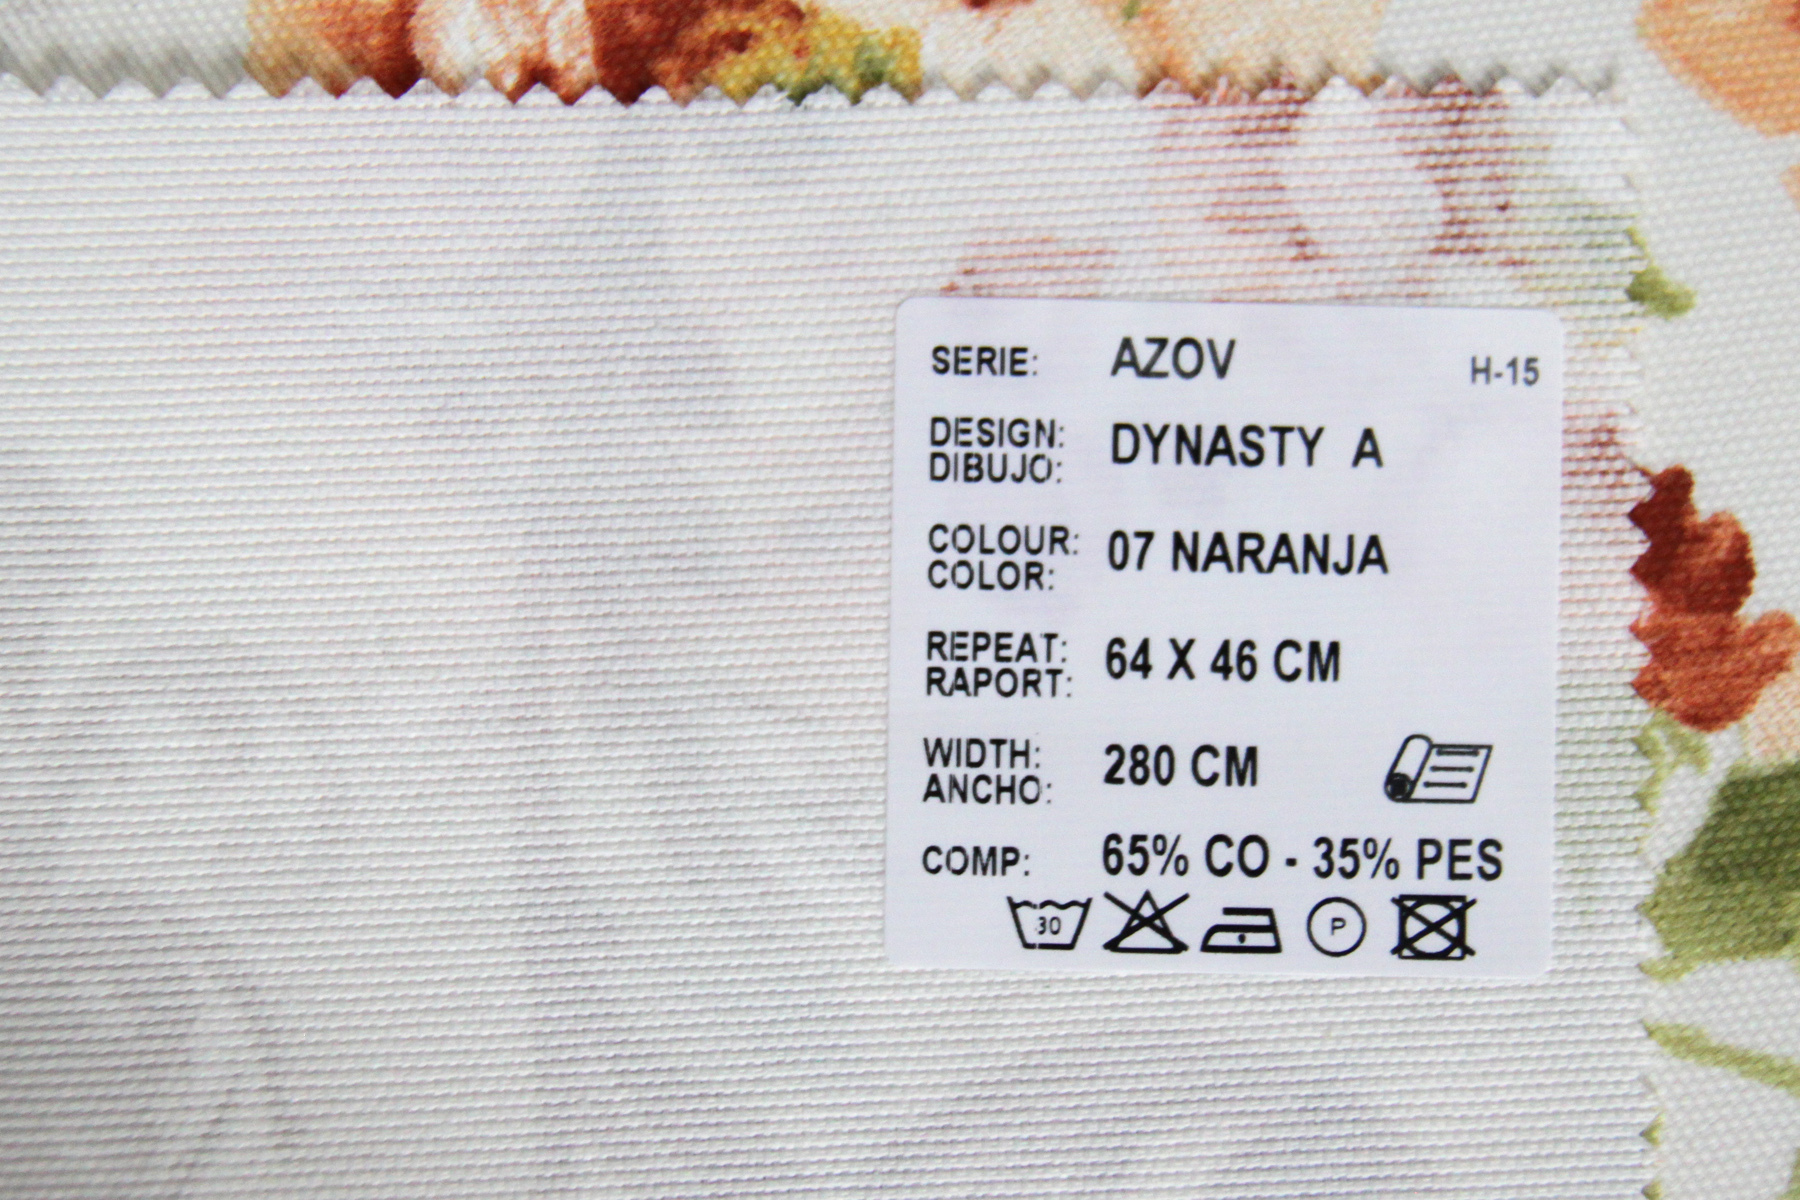 SERIE: AZOV H-15
DESIGN: DYNASTY A
DIBUJO:
COLOUR: 07 NARANJA
COLOR:
REPEAT: 64 X 46 CM
RAPORT:
WIDTH: 280 CM
ANCHO:
COMP: 65% CO - 35% PES
30 P